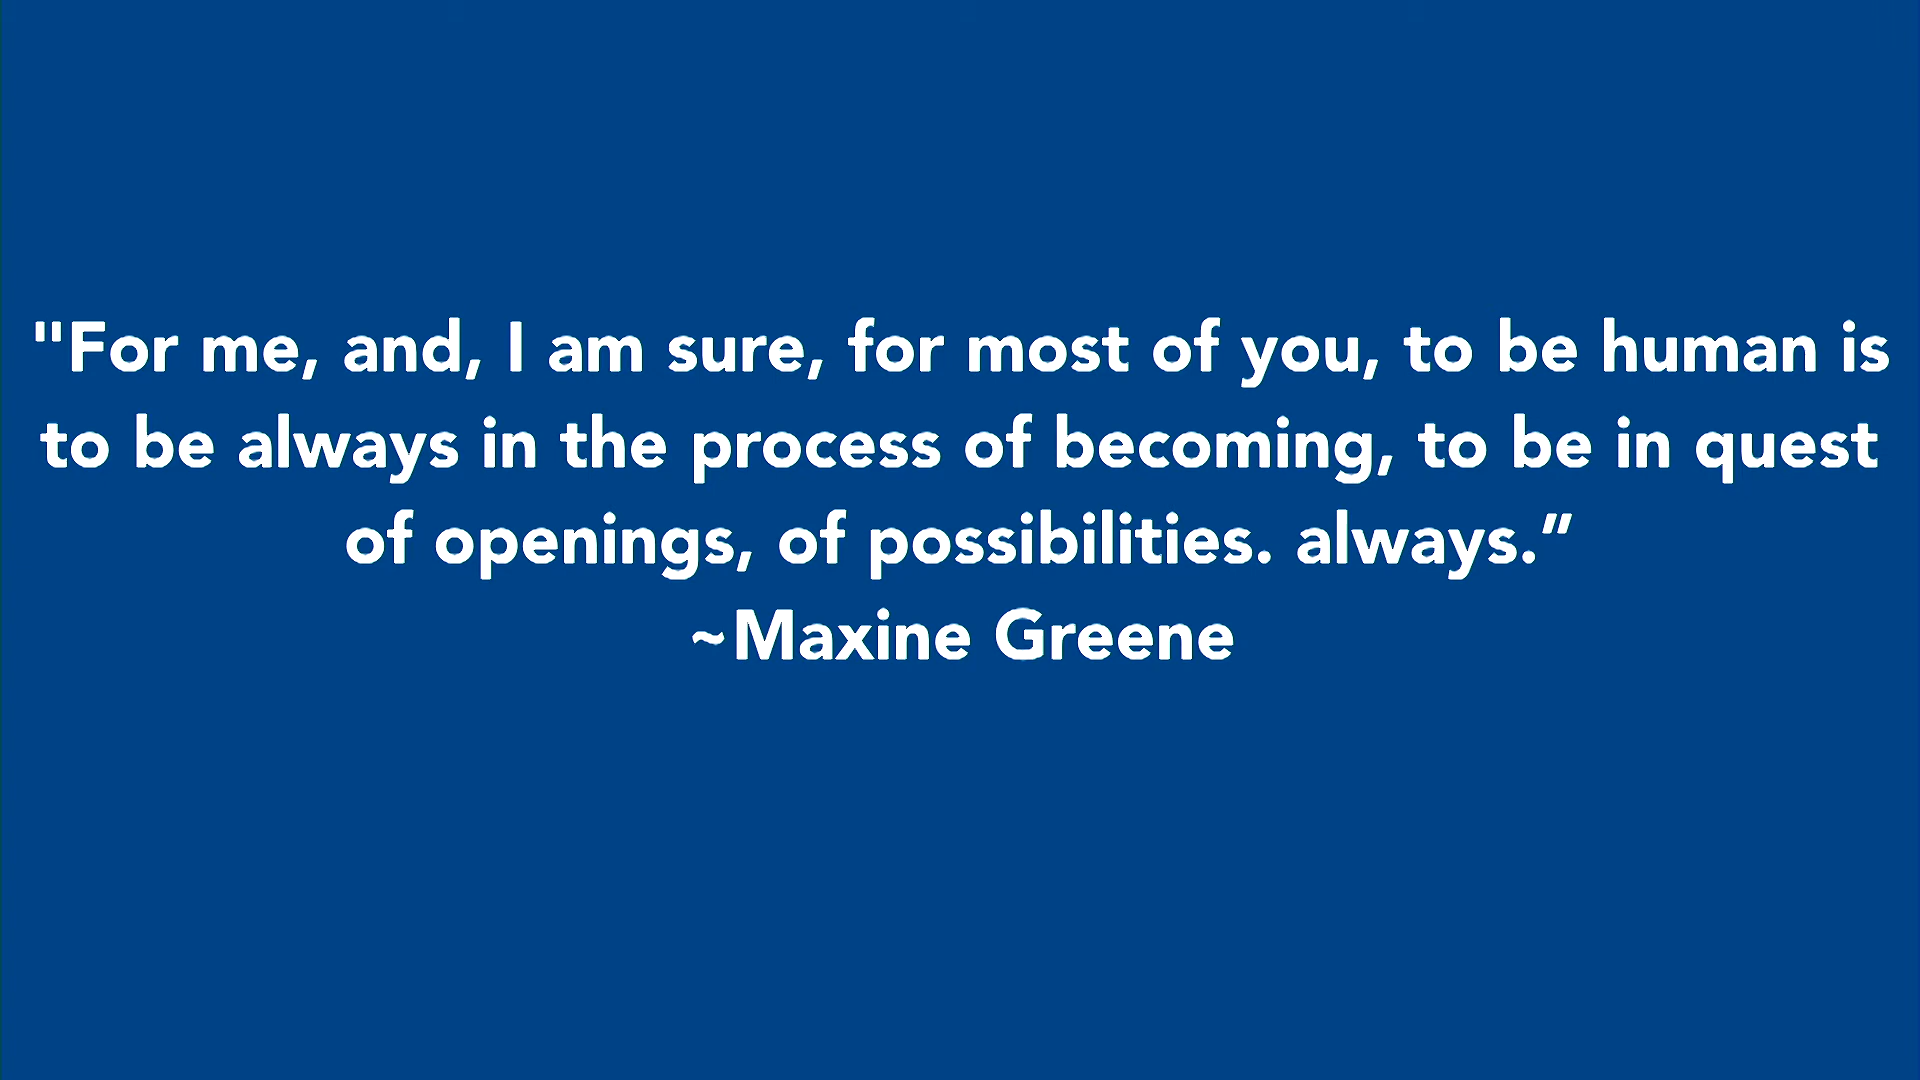 "For me, and, I am sure, for most of you, to be human is
to be always in the process of becoming, to be in quest
of openings, of possibilities. always.”
~Maxine Greene